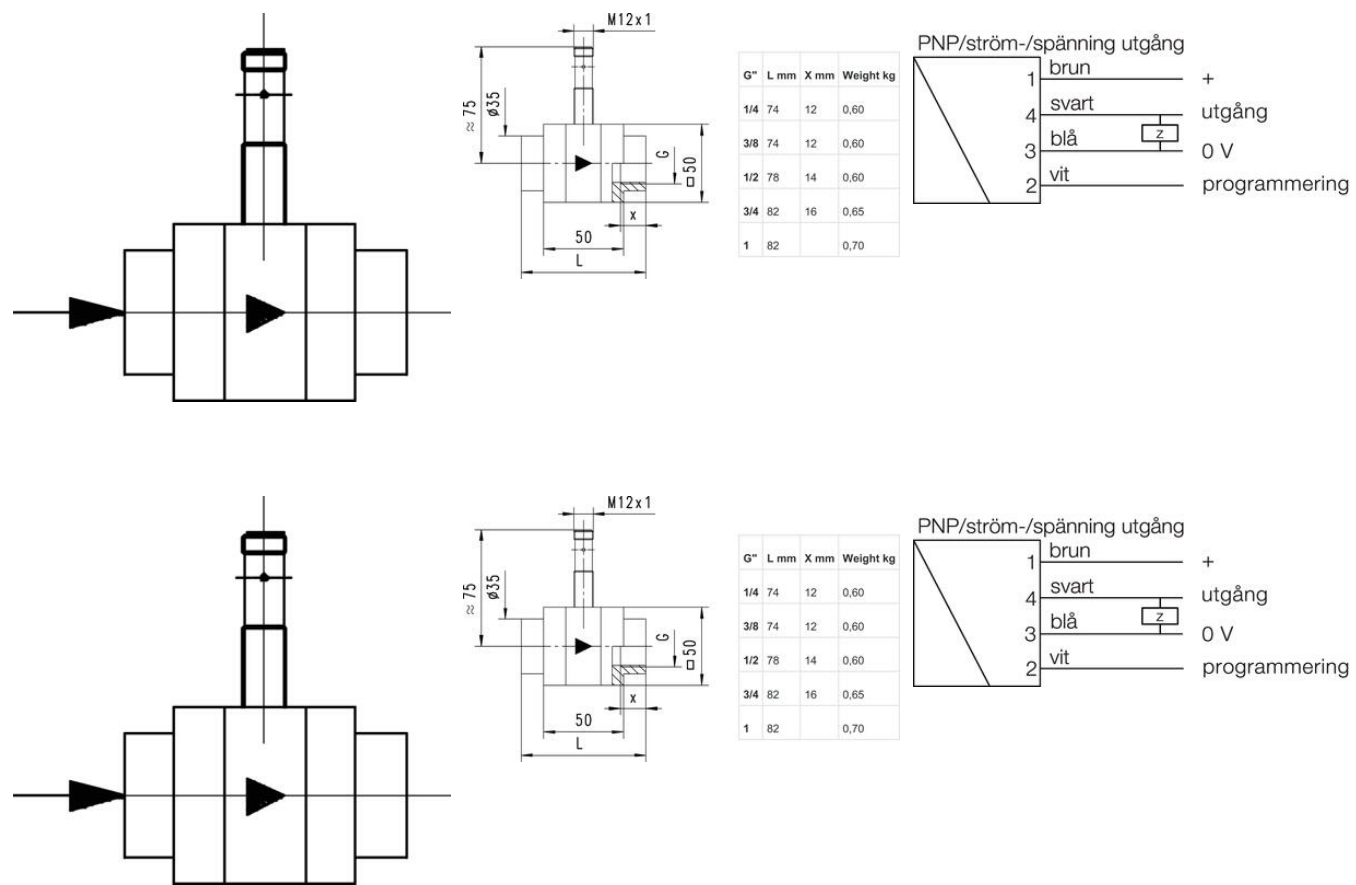 M12x1
≈ 75
ø35
G
□ 50
x
50
L
G" L mm X mm Weight kg
1/4 74 12 0,60
3/8 74 12 0,60
1/2 78 14 0,60
3/4 82 16 0,65
1 82 0,70
PNP/ström-/spänning utgång
1 brun +
4 svart utgång
Z
3 blå 0 V
2 vit programmering
M12x1
≈ 75
ø35
G
□ 50
x
50
L
G" L mm X mm Weight kg
1/4 74 12 0,60
3/8 74 12 0,60
1/2 78 14 0,60
3/4 82 16 0,65
1 82 0,70
PNP/ström-/spänning utgång
1 brun +
4 svart utgång
Z
3 blå 0 V
2 vit programmering